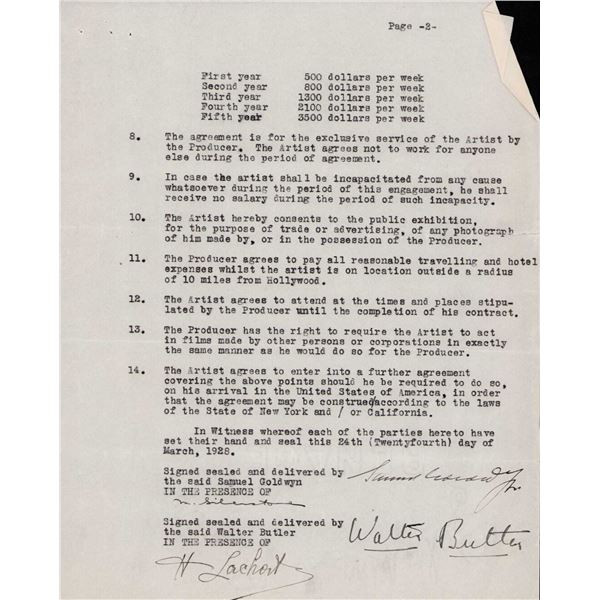 Page -2-
First year 500 dollars per week
Second year 800 dollars per week
Third year 1300 dollars per week
Fourth year 2100 dollars per week
Fifth year 3500 dollars per week
8. The agreement is for the exclusive service of the Artist by
the Producer. The Artist agrees not to work for anyone
else during the period of agreement.
9. In case the artist shall be incapacitated from any cause
whatsoever during the period of this engagement, he shall
receive no salary during the period of such incapacity.
10. The Artist hereby consents to the public exhibition,
for the purpose of trade or advertising, of any photograph
of him made by, or in the possession of the Producer.
11. The Producer agrees to pay all reasonable travelling and hotel
expenses whilst the artist is on location outside a radius
of 10 miles from Hollywood.
12. The Artist agrees to attend at the times and places stipu-
lated by the Producer until the completion of his contract.
13. The Producer has the right to require the Artist to act
in films made by other persons or corporations in exactly
the same manner as he would do so for the Producer.
14. The Artist agrees to enter into a further agreement
covering the above points should he be required to do so,
on his arrival in the United States of America, in order
that the agreement may be construed according to the laws
of the State of New York and / or California.
In Witness whereof each of the parties hereto have
set their hand and seal this 24th (Twentyfourth) day of
March, 1928.
Signed sealed and delivered by
the said Samuel Goldwyn
IN THE PRESENCE OF
Signed sealed and delivered by
the said Walter Butler Walter Butler
IN THE PRESENCE OF